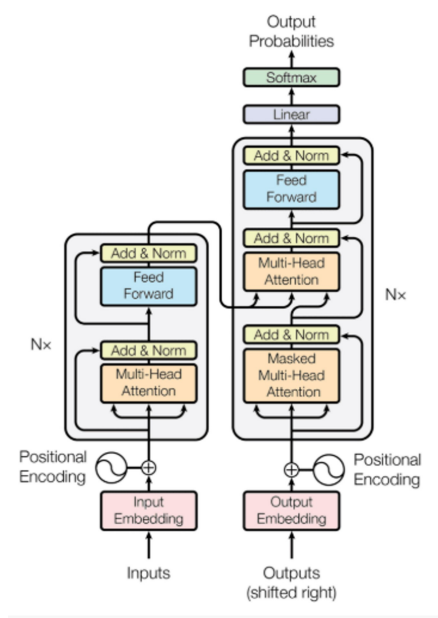 Output
Probabilities
Softmax
Linear
Add & Norm
Feed
Forward
Add & Norm
Multi-Head
Attention
Add & Norm
Masked
Multi-Head
Attention
Nx
Add & Norm
Feed
Forward
Add & Norm
Multi-Head
Attention
Nx
Positional
Encoding
Positional
Encoding
Input
Embedding
Output
Embedding
Inputs
Outputs
(shifted right)